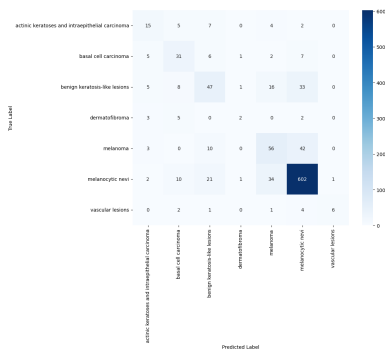 True Label
actinic keratoses and intraepithelial carcinoma 15 5 7 0 4 2 0
basal cell carcinoma 5 31 6 1 2 7 0
benign keratosis-like lesions 5 8 47 1 16 33 0
dermatofibroma 3 5 0 2 0 2 0
melanoma 3 0 10 0 56 42 0
melanocytic nevi 2 10 21 1 34 602 1
vascular lesions 0 2 1 0 1 4 6
actinic keratoses and intraepithelial carcinoma
basal cell carcinoma
benign keratosis-like lesions
dermatofibroma
melanoma
melanocytic nevi
vascular lesions
Predicted Label
600
500
400
300
200
100
0